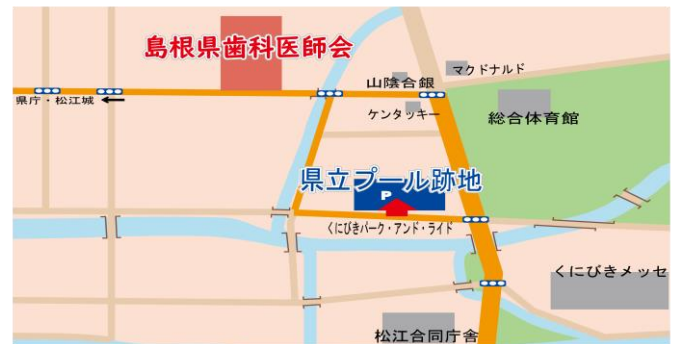 島根県歯科医師会
マクドナルド
山陰合銀
県庁・松江城
ケンタッキー
総合体育館
県立プール跡地
P
くにびきパーク・アンド・ライド
くにびきメッセ
松江合同庁舎